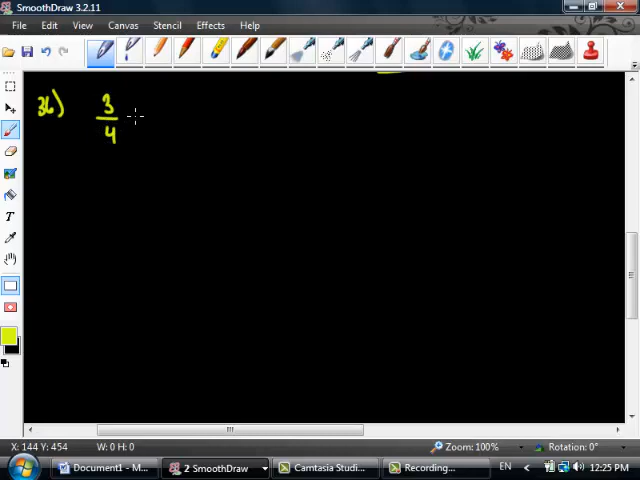 SmoothDraw 3.2.11
File Edit View Canvas Stencil Effects Help
36) 3
4
X: 144 Y: 454 W: 0 H: 0 Zoom: 100% Rotation: 0°
Document1 - M... 2 SmoothDraw Camtasia Studi... Recording... EN 12:25 PM